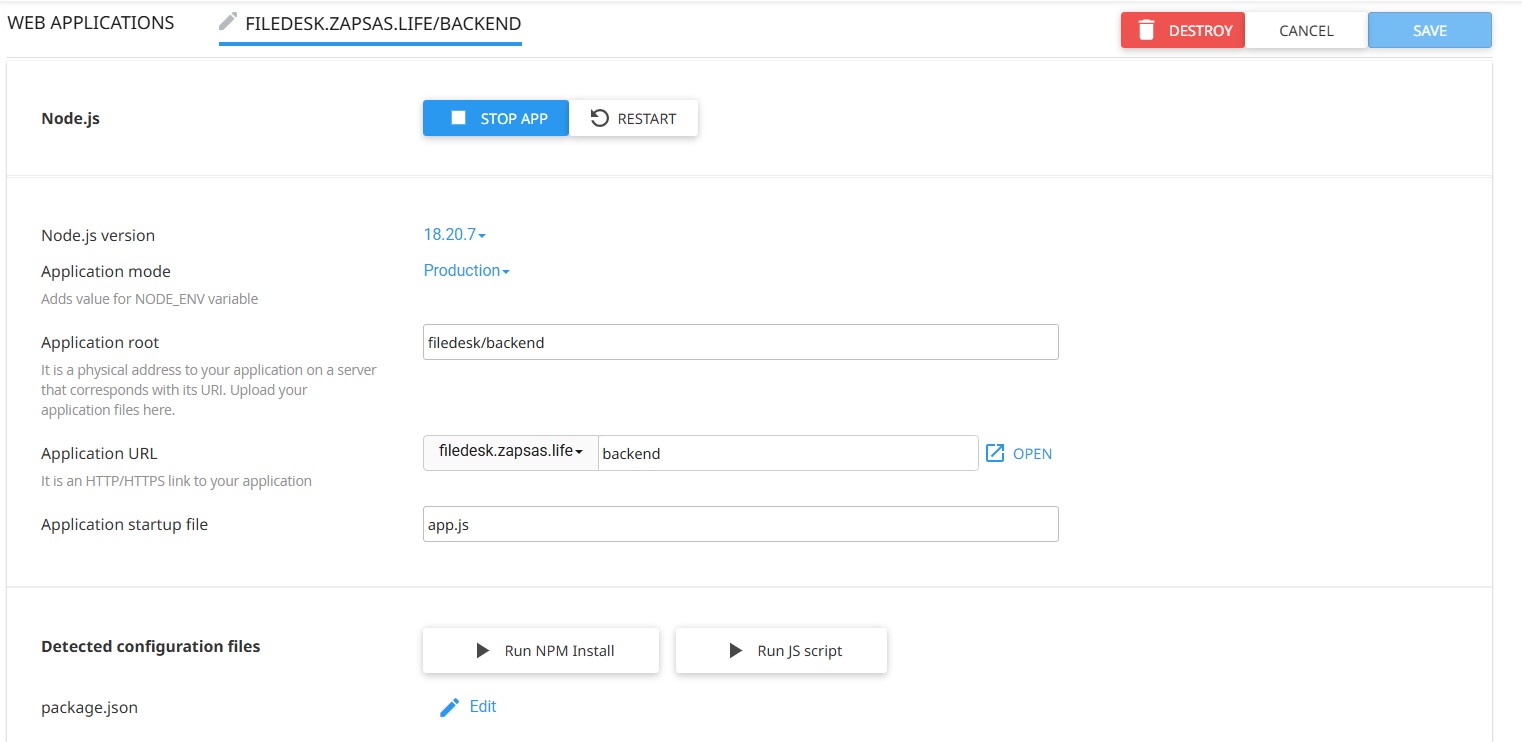 WEB APPLICATIONS
FILEDESK.ZAPSAS.LIFE/BACKEND
DESTROY
CANCEL
SAVE
Node.js
STOP APP
RESTART
Node.js version
18.20.7
Application mode
Production
Adds value for NODE_ENV variable
Application root
filedesk/backend
It is a physical address to your application on a server
that corresponds with its URI. Upload your
application files here.
Application URL
filedesk.zapsas.life
backend
OPEN
It is an HTTP/HTTPS link to your application
Application startup file
app.js
Detected configuration files
Run NPM Install
Run JS script
package.json
Edit